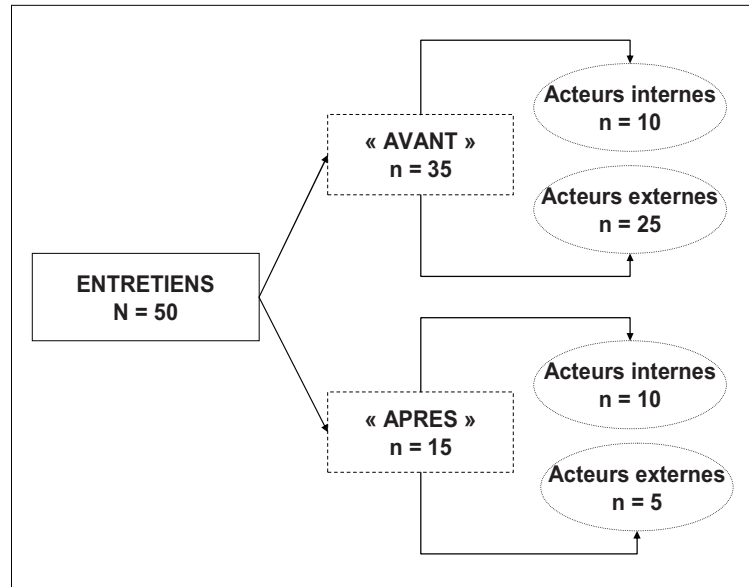 Acteurs internes
n = 10
« AVANT »
n = 35
Acteurs externes
n = 25
ENTRETIENS
N = 50
Acteurs internes
n = 10
« APRES »
n = 15
Acteurs externes
n = 5